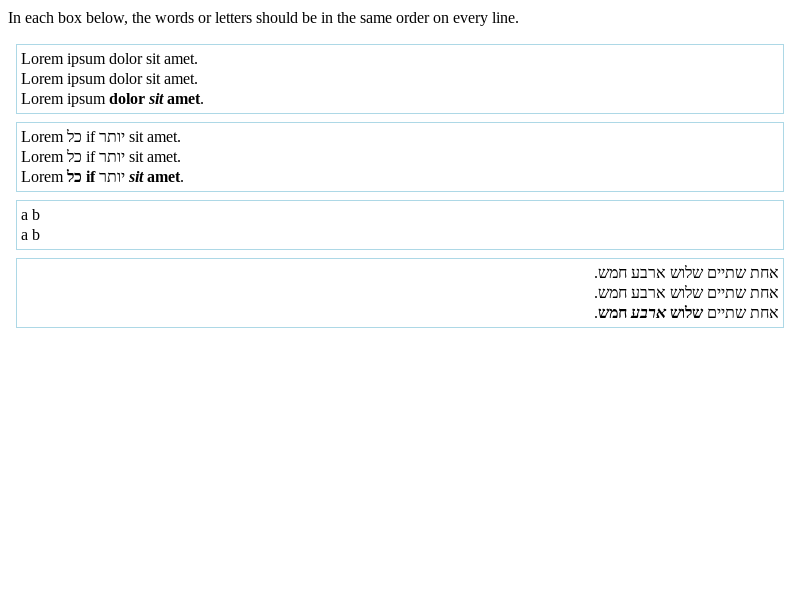 In each box below, the words or letters should be in the same order on every line.
Lorem ipsum dolor sit amet.
Lorem ipsum dolor sit amet.
Lorem ipsum dolor sit amet.
Lorem כל if יותר sit amet.
Lorem כל if יותר sit amet.
Lorem כל if יותר sit amet.
a b
a b
אחת שתיים שלוש ארבע חמש.
אחת שתיים שלוש ארבע חמש.
אחת שתיים שלוש ארבע חמש.